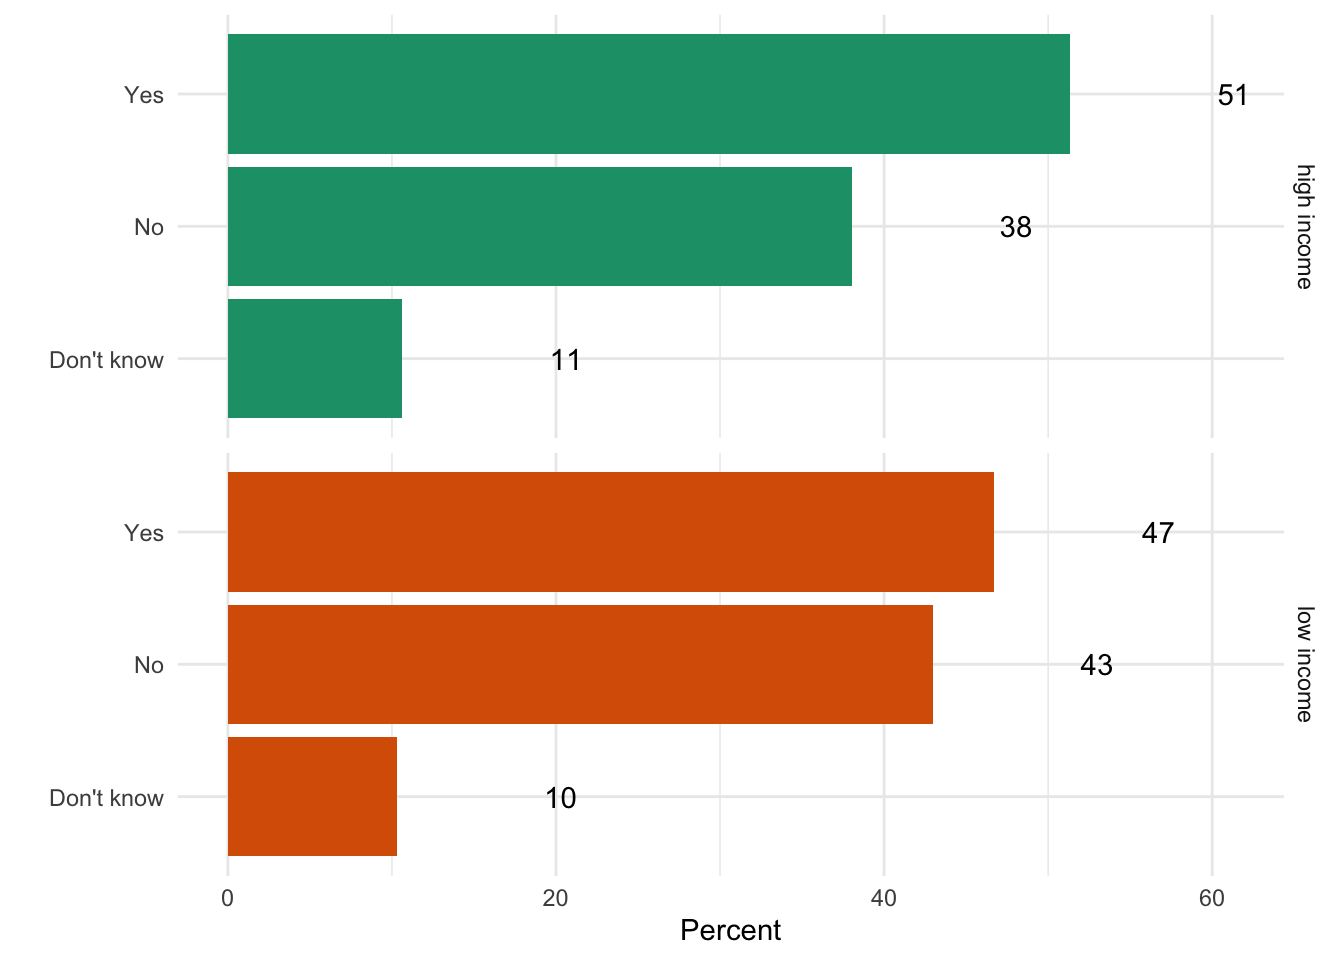 Yes
51
No
38
Don't know
11
high income
Yes
47
No
43
Don't know
10
low income
0 20 40 60
Percent